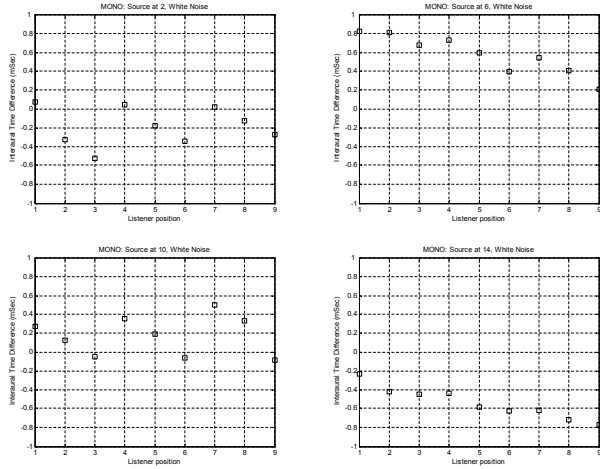 MONO: Source at 2, White Noise
Interaural Time Difference (mSec)
1
0.8
0.6
0.4
0.2
0
-0.2
-0.4
-0.6
-0.8
-1
1 2 3 4 5 6 7 8 9
Listener position
MONO: Source at 6, White Noise
Interaural Time Difference (mSec)
1
0.8
0.6
0.4
0.2
0
-0.2
-0.4
-0.6
-0.8
-1
1 2 3 4 5 6 7 8 9
Listener position
MONO: Source at 10, White Noise
Interaural Time Difference (mSec)
1
0.8
0.6
0.4
0.2
0
-0.2
-0.4
-0.6
-0.8
-1
1 2 3 4 5 6 7 8 9
Listener position
MONO: Source at 14, White Noise
Interaural Time Difference (mSec)
1
0.8
0.6
0.4
0.2
0
-0.2
-0.4
-0.6
-0.8
-1
1 2 3 4 5 6 7 8 9
Listener position